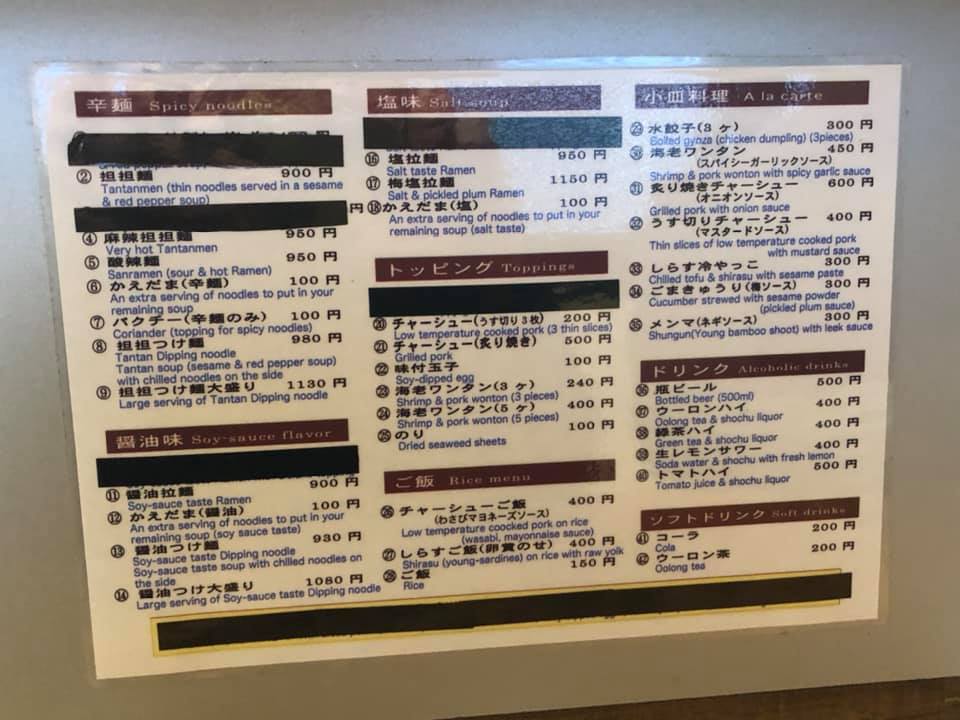 辛麺 Spicy noodles
② 担担麺 900 円
Tantanmen (thin noodles served in a sesame
& red pepper soup)
円
④ 麻辣担担麺 950 円
Very hot Tantanmen
⑤ 酸辣麺 950 円
Sanramen (sour & hot Ramen)
⑥ かえだま(辛麺) 100 円
An extra serving of noodles to put in your
remaining soup
⑦ パクチー(辛麺のみ) 100 円
Coriander (topping for spicy noodles)
⑧ 担担つけ麺 980 円
Tantan Dipping noodle
Tantan soup (sesame & red pepper soup)
with chilled noodles on the side
⑨ 担担つけ麺大盛り 1130 円
Large serving of Tantan Dipping noodle
醤油味 Soy-sauce flavor
⑪ 醤油拉麺 900 円
Soy-sauce taste Ramen
⑫ かえだま(醤油) 100 円
An extra serving of noodles to put in your
remaining soup (soy sauce taste)
⑬ 醤油つけ麺 930 円
Soy-sauce taste Dipping noodle
Soy-sauce taste soup with chilled noodles on
the side
⑭ 醤油つけ大盛り 1080 円
Large serving of Soy-sauce taste Dipping noodle
塩味 Salt soup
⑯ 塩拉麺 950 円
Salt taste Ramen
⑰ 梅塩拉麺 1150 円
Salt & pickled plum Ramen
⑱ かえだま(塩) 100 円
An extra serving of noodles to put in your
remaining soup (salt taste)
トッピング Toppings
⑳ チャーシュー(うす切り3枚) 200 円
Low temperature cooked pork (3 thin slices)
㉑ チャーシュー(炙り焼き) 500 円
Grilled pork
㉒ 味付玉子 100 円
Soy-dipped egg
㉓ 海老ワンタン(3ヶ) 240 円
Shrimp & pork wonton (3 pieces)
㉔ 海老ワンタン(5ヶ) 400 円
Shrimp & pork wonton (5 pieces)
㉕ のり 100 円
Dried seaweed sheets
ご飯 Rice menu
㉖ チャーシューご飯 400 円
(わさびマヨネーズソース)
Low temperature coocked pork on rice
(wasabi, mayonnaise sauce)
㉗ しらすご飯(卵黄のせ) 400 円
Shirasu (young-sardines) on rice with raw yolk
㉘ ご飯 150 円
Rice
小皿料理 A la carte
㉙ 水餃子(3ヶ) 300 円
Boiled gyoza (chicken dumpling) (3pieces)
㉚ 海老ワンタン 450 円
(スパイシーガーリックソース)
Shrimp & pork wonton with spicy garlic sauce
㉛ 炙り焼きチャーシュー 600 円
(オニオンソース)
Grilled pork with onion sauce
㉜ うす切りチャーシュー 400 円
(マスタードソース)
Thin slices of low temperature cooked pork
with mustard sauce
㉝ しらす冷やっこ 300 円
Chilled tofu & shirasu with sesame paste
㉞ ごまきゅうり(梅ソース) 300 円
Cucumber strewed with sesame powder
(pickled plum sauce)
㉟ メンマ(ネギソース) 300 円
Shungun(Young bamboo shoot) with leek sauce
ドリンク Alcoholic drinks
㊱ 瓶ビール 500 円
Bottled beer (500ml)
㊲ ウーロンハイ 400 円
Oolong tea & shochu liquor
㊳ 緑茶ハイ 400 円
Green tea & shochu liquor
㊴ 生レモンサワー 400 円
Soda water & shochu with fresh lemon
㊵ トマトハイ 500 円
Tomato juice & shochu liquor
ソフトドリンク Soft drinks
㊶ コーラ 200 円
Cola
㊷ ウーロン茶 200 円
Oolong tea